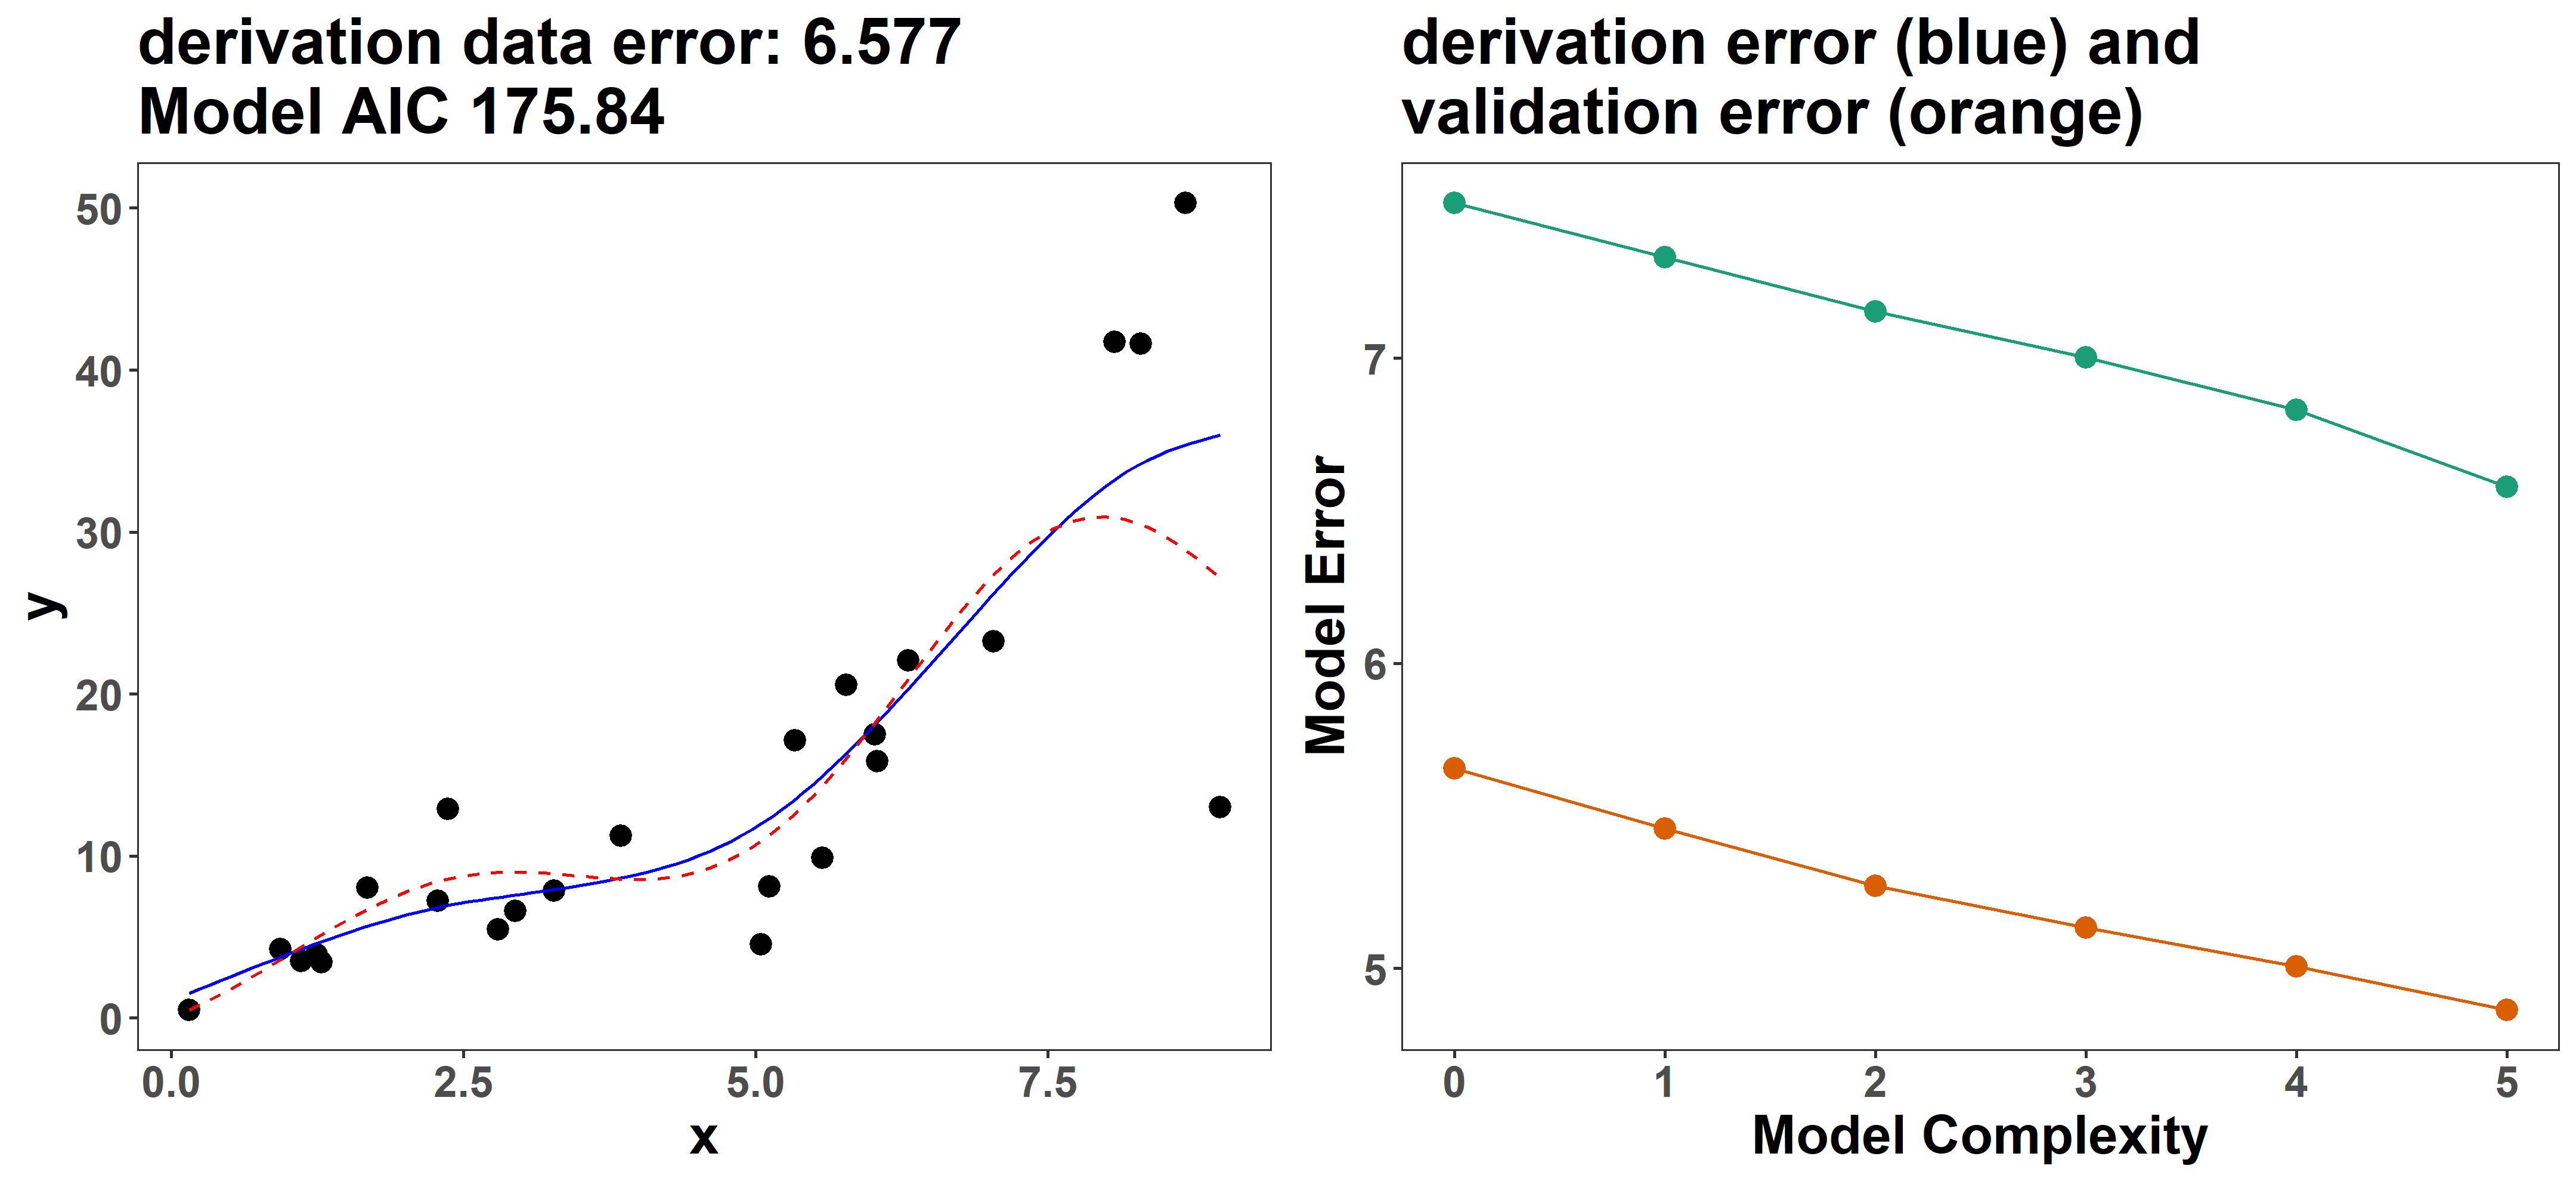 derivation data error: 6.577
Model AIC 175.84
50
40
30
20
10
0
y
0.0 2.5 5.0 7.5
x
derivation error (blue) and
validation error (orange)
7
6
5
Model Error
0 1 2 3 4 5
Model Complexity